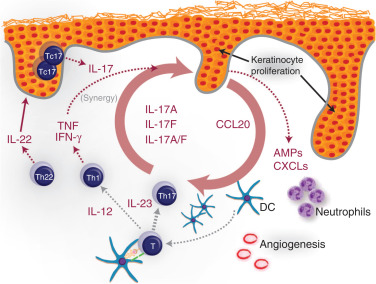 Tc17
Tc17
IL-17
Keratinocyte
proliferation
(Synergy)
TNF
IFN-γ
IL-22
IL-17A
IL-17F
IL-17A/F
CCL20
AMPs
CXCLs
Th22
Th1
Th17
IL-23
IL-12
T
DC
Neutrophils
Angiogenesis